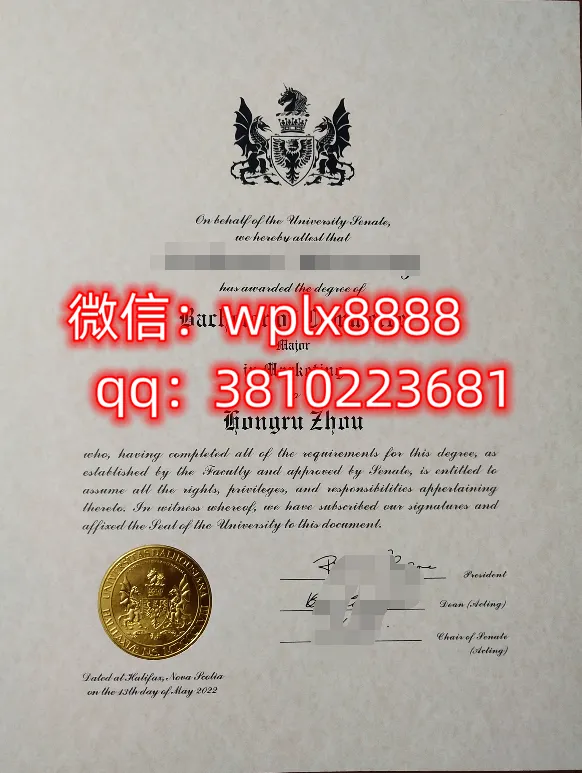 On behalf of the University Senate,
we hereby attest that
has awarded the degree of
微信：wplx8888
Major
in Marketing
qq：3810223681
Hongru Zhou
who, having completed all of the requirements for this degree, as
established by the Faculty and approved by Senate, is entitled to
assume all the rights, privileges, and responsibilities appertaining
thereto. In witness whereof, we have subscribed our signatures and
affixed the Seal of the University to this document.
President
Dean (Acting)
Chair of Senate
(Acting)
Dated at Halifax, Nova Scotia
on the 13th day of May 2022